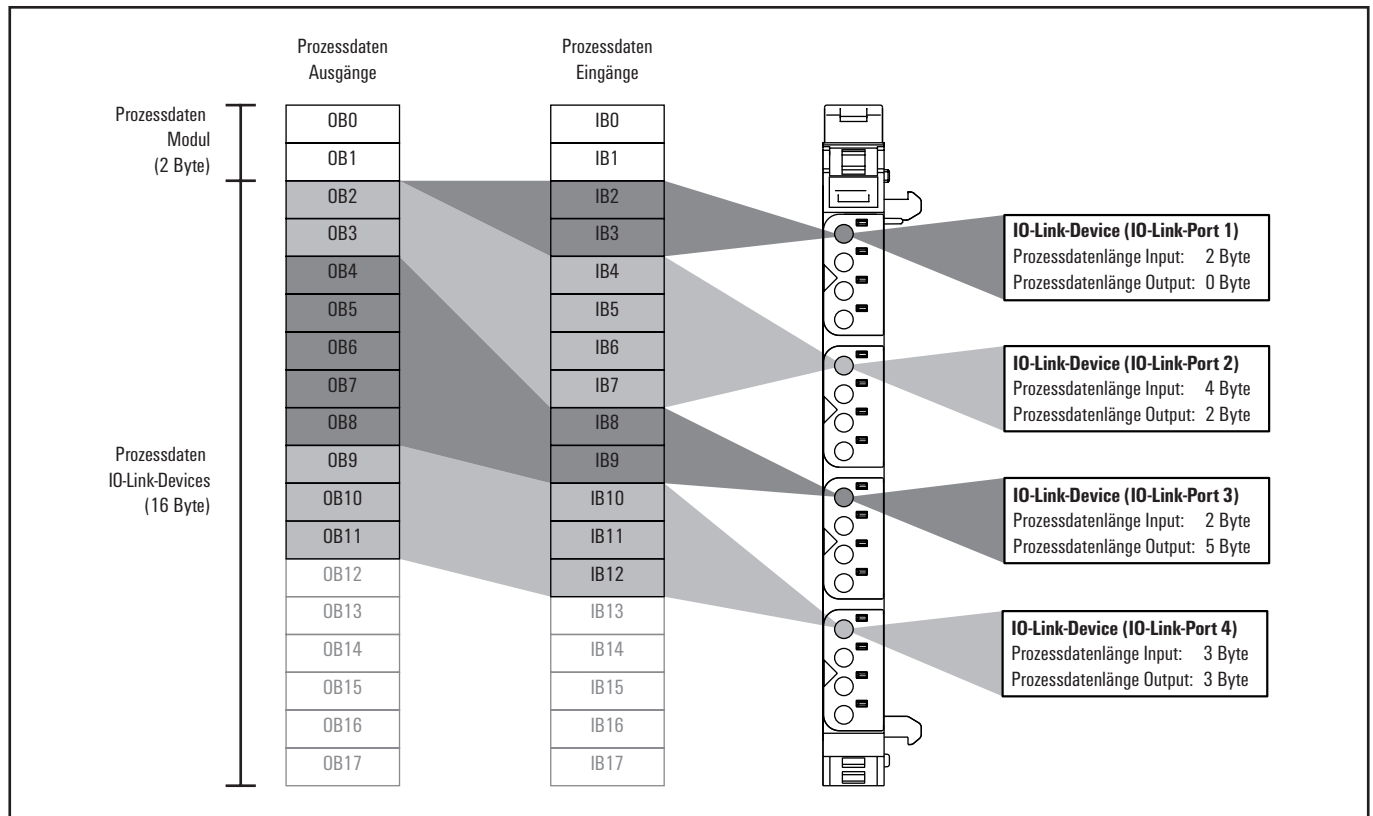 Prozessdaten
Ausgänge
Prozessdaten
Eingänge
Prozessdaten
Modul
(2 Byte)
OB0
IB0
OB1
IB1
OB2
IB2
OB3
IB3
OB4
IB4
OB5
IB5
OB6
IB6
OB7
IB7
OB8
IB8
OB9
IB9
OB10
IB10
OB11
IB11
OB12
IB12
OB13
IB13
OB14
IB14
OB15
IB15
OB16
IB16
OB17
IB17
Prozessdaten
IO-Link-Devices
(16 Byte)
IO-Link-Device (IO-Link-Port 1)
Prozessdatenlänge Input: 2 Byte
Prozessdatenlänge Output: 0 Byte
IO-Link-Device (IO-Link-Port 2)
Prozessdatenlänge Input: 4 Byte
Prozessdatenlänge Output: 2 Byte
IO-Link-Device (IO-Link-Port 3)
Prozessdatenlänge Input: 2 Byte
Prozessdatenlänge Output: 5 Byte
IO-Link-Device (IO-Link-Port 4)
Prozessdatenlänge Input: 3 Byte
Prozessdatenlänge Output: 3 Byte